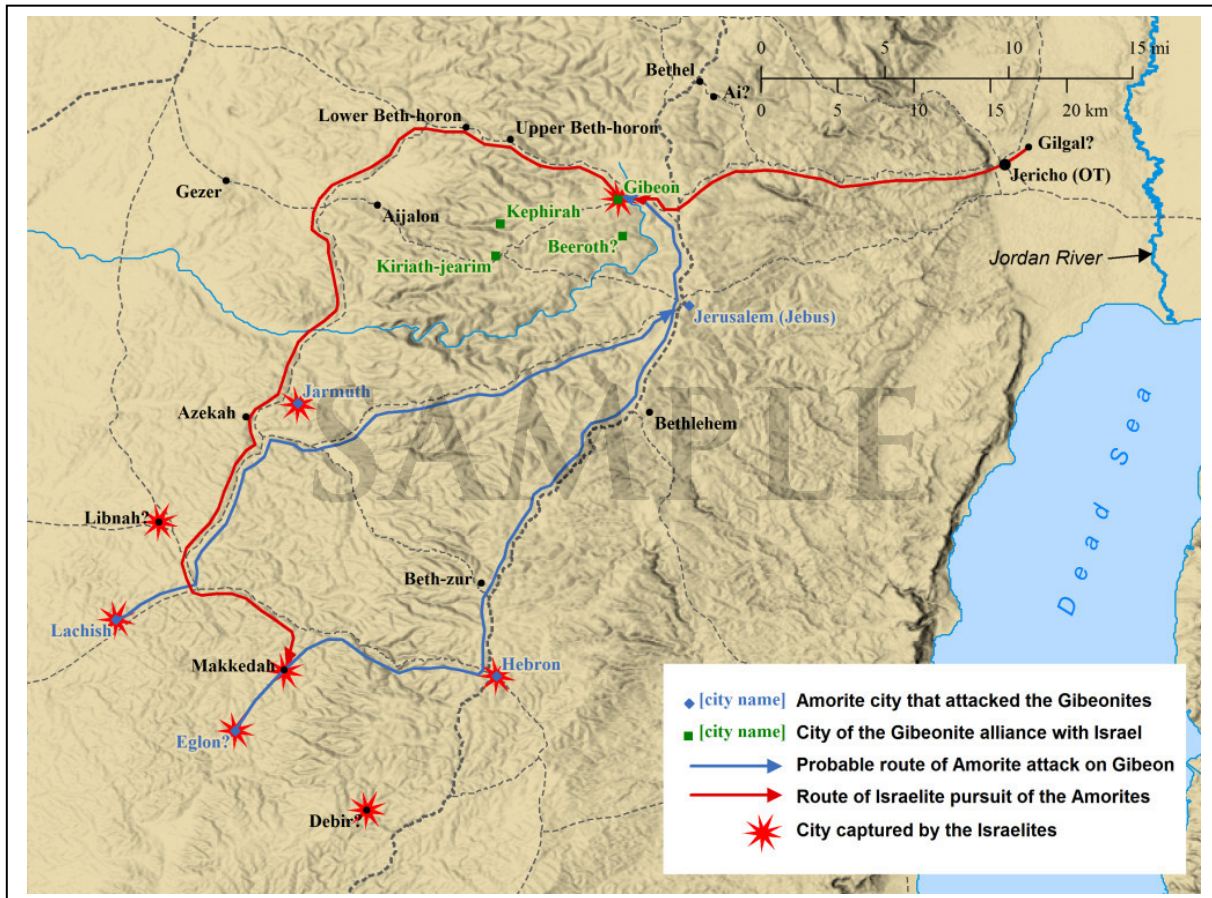 0 5 10 15 mi
0 5 10 15 20 km
Bethel
Ai?
Lower Beth-horon
Upper Beth-horon
Gilgal?
Jericho (OT)
Gezer
Gibeon
Aijalon
Kephirah
Beeroth?
Kiriath-jearim
Jordan River
Jerusalem (Jebus)
Jarmuth
Azekah
Bethlehem
SAMPLE
Dead Sea
Libnah?
Beth-zur
Lachish
Makkedah
Hebron
Eglon?
Debir?
[city name] Amorite city that attacked the Gibeonites
[city name] City of the Gibeonite alliance with Israel
Probable route of Amorite attack on Gibeon
Route of Israelite pursuit of the Amorites
City captured by the Israelites